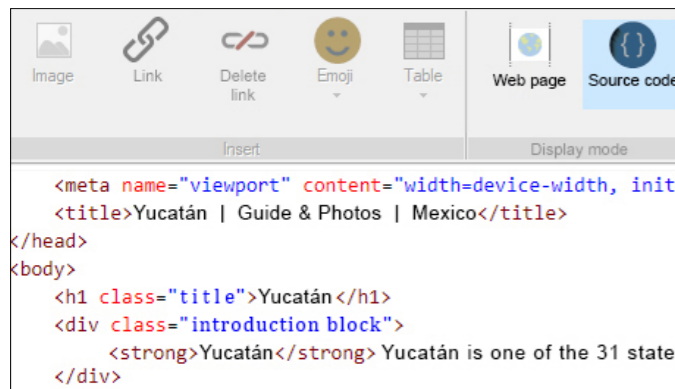 Image Link Delete link Emoji Table Web page Source code
Insert Display mode
<meta name="viewport" content="width=device-width, init
<title>Yucatán | Guide & Photos | Mexico</title>
</head>
<body>
<h1 class="title">Yucatán</h1>
<div class="introduction block">
<strong>Yucatán</strong> Yucatán is one of the 31 state
</div>